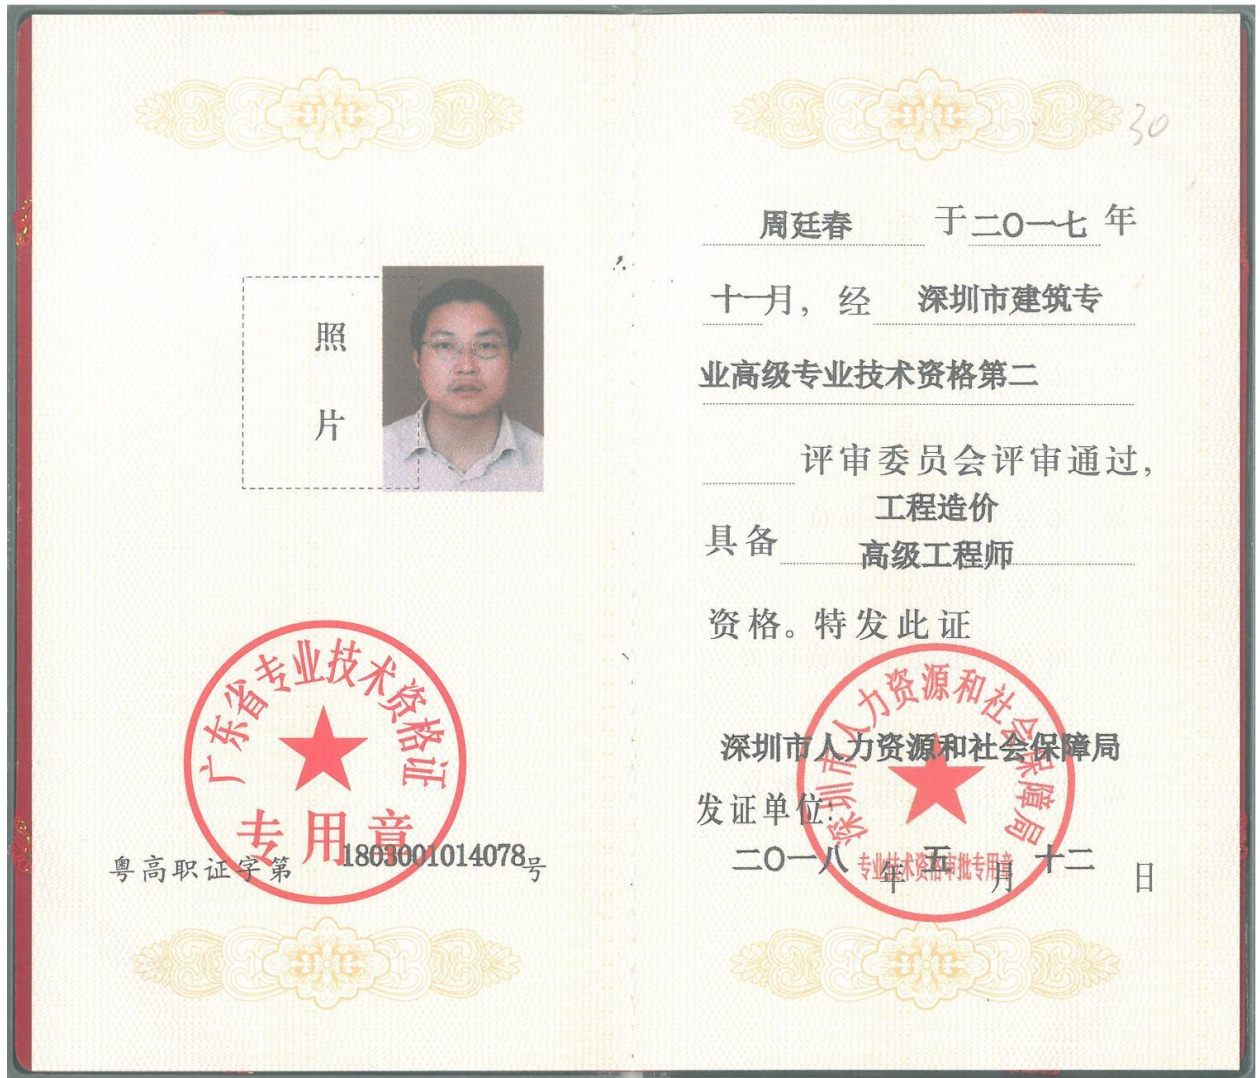 照
片
广东省专业技术资格证
专用章
粤高职证字第1803001014078号
30
周廷春 于二〇一七年
十一月，经 深圳市建筑专
业高级专业技术资格第二
评审委员会评审通过，
工程造价
具备 高级工程师
资格。特发此证
深圳市人力资源和社会保障局
深圳市人力资源和社会保障局
发证单位：
二〇一八年五月十二日
专业技术资格审批专用章